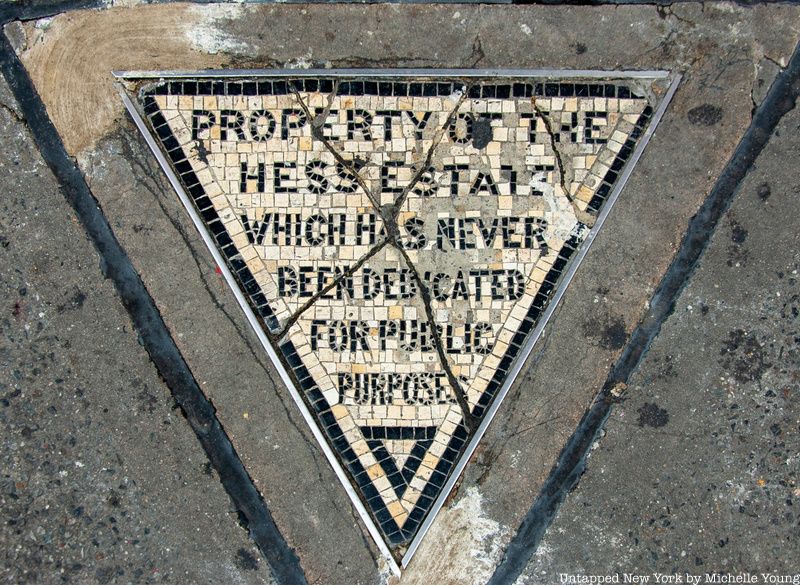 PROPERTY OF THE
HESS ESTATE
WHICH HAS NEVER
BEEN DEDICATED
FOR PUBLIC
PURPOSES
Untapped New York by Michelle Young